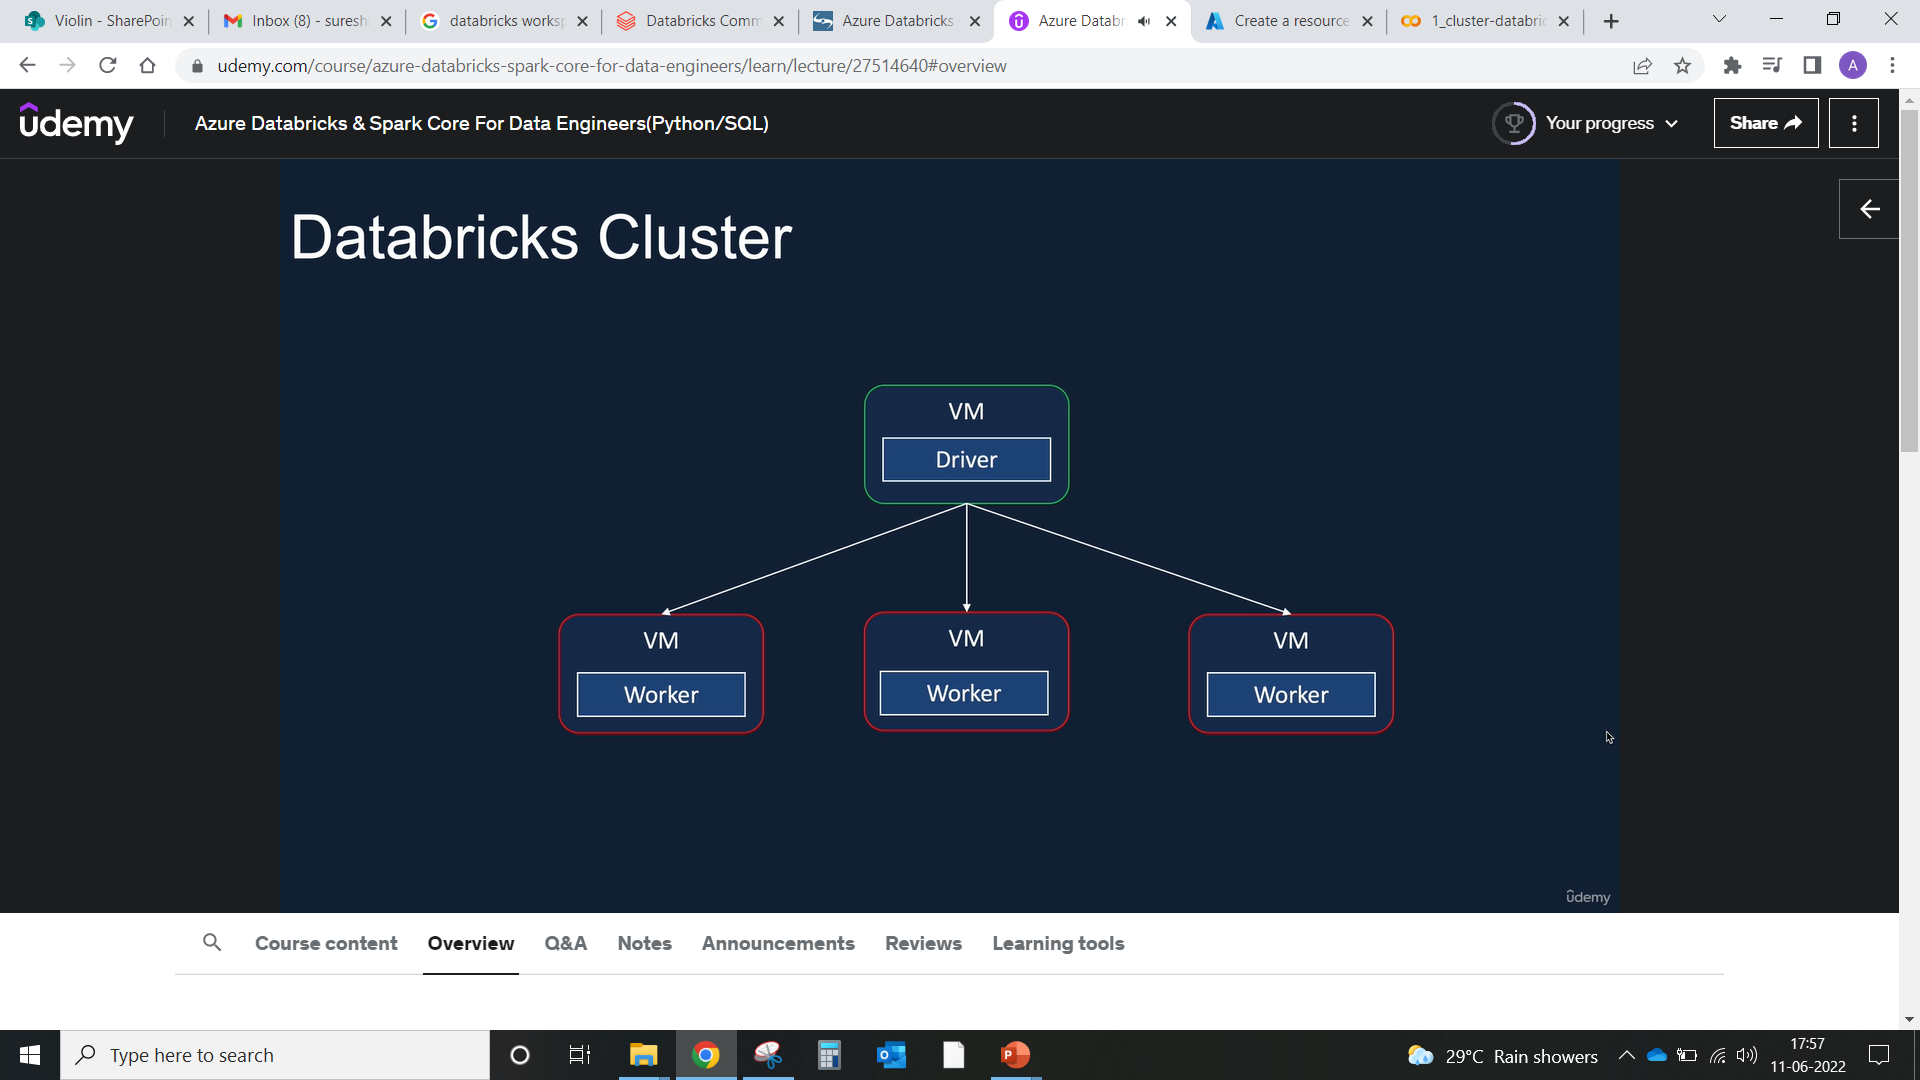 Violin - SharePoin
Inbox (8) - suresh
databricks worksp
Databricks Comm
Azure Databricks
Azure Databr
Create a resource
1_cluster-databric
udemy.com/course/azure-databricks-spark-core-for-data-engineers/learn/lecture/27514640#overview
A
udemy
Azure Databricks & Spark Core For Data Engineers(Python/SQL)
Your progress
Share
Databricks Cluster
VM
Driver
VM
Worker
VM
Worker
VM
Worker
udemy
Course content
Overview
Q&A
Notes
Announcements
Reviews
Learning tools
Type here to search
29°C Rain showers
17:57
11-06-2022